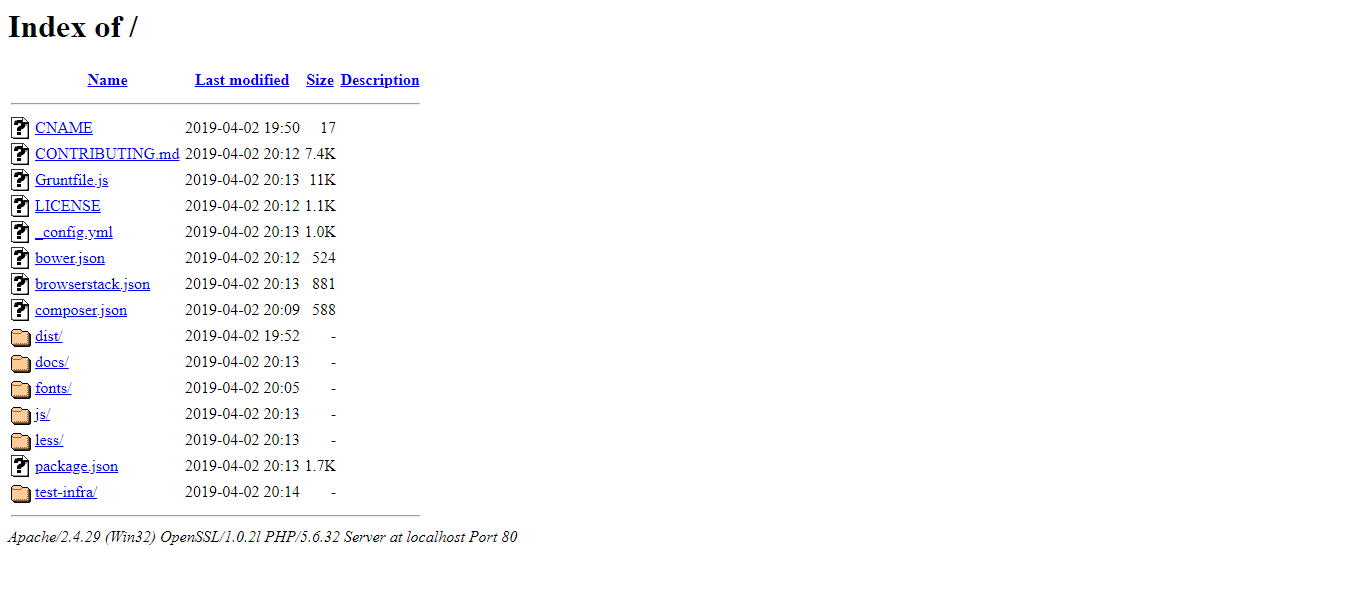 Index of /
Name Last modified Size Description
CNAME 2019-04-02 19:50 17
CONTRIBUTING.md 2019-04-02 20:12 7.4K
Gruntfile.js 2019-04-02 20:13 11K
LICENSE 2019-04-02 20:12 1.1K
_config.yml 2019-04-02 20:13 1.0K
bower.json 2019-04-02 20:12 524
browserstack.json 2019-04-02 20:13 881
composer.json 2019-04-02 20:09 588
dist/ 2019-04-02 19:52 -
docs/ 2019-04-02 20:13 -
fonts/ 2019-04-02 20:05 -
js/ 2019-04-02 20:13 -
less/ 2019-04-02 20:13 -
package.json 2019-04-02 20:13 1.7K
test-infra/ 2019-04-02 20:14 -
Apache/2.4.29 (Win32) OpenSSL/1.0.2l PHP/5.6.32 Server at localhost Port 80